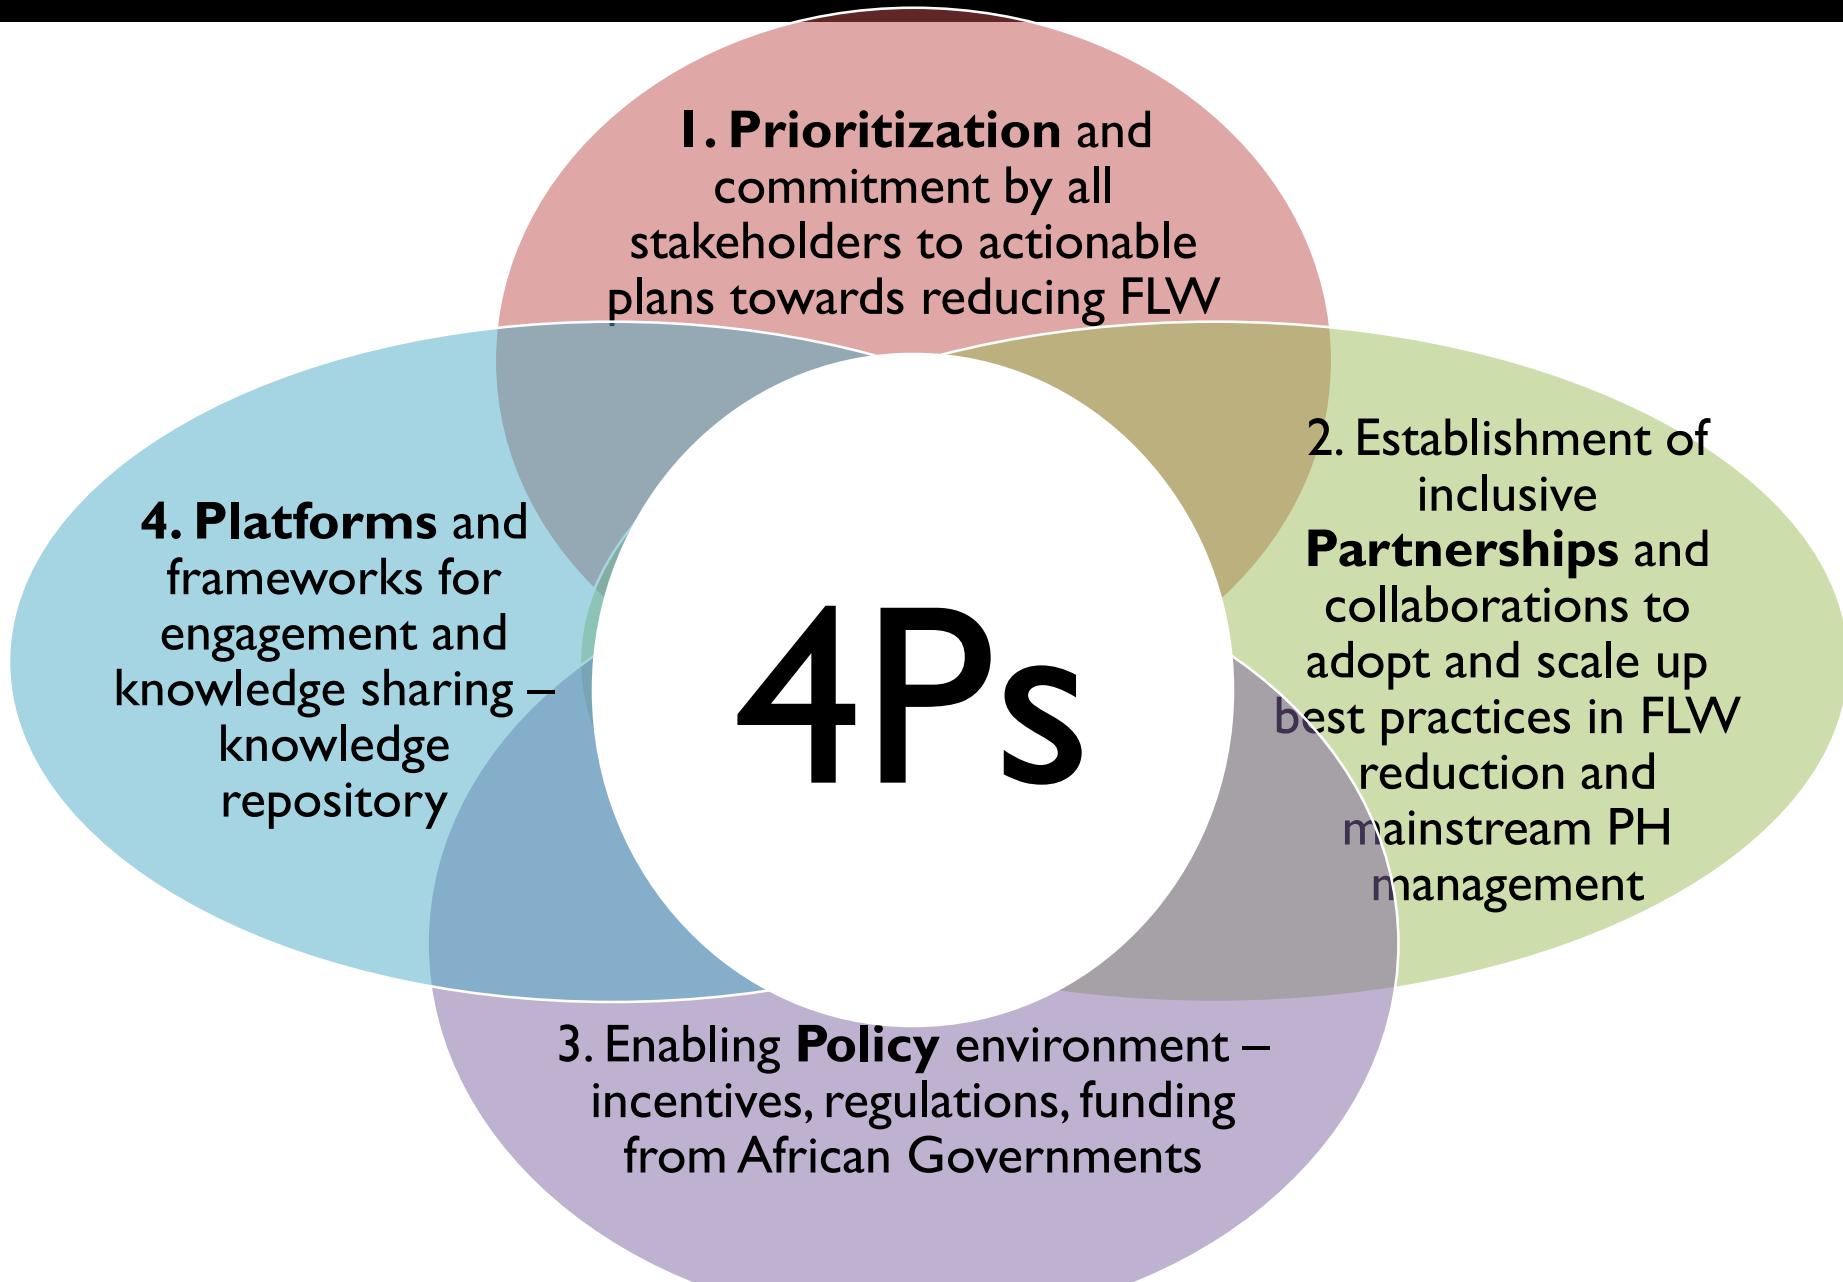 1. Prioritization and
commitment by all
stakeholders to actionable
plans towards reducing FLW
2. Establishment of
inclusive
Partnerships and
collaborations to
adopt and scale up
best practices in FLW
reduction and
mainstream PH
management
3. Enabling Policy environment –
incentives, regulations, funding
from African Governments
4. Platforms and
frameworks for
engagement and
knowledge sharing –
knowledge
repository
4Ps